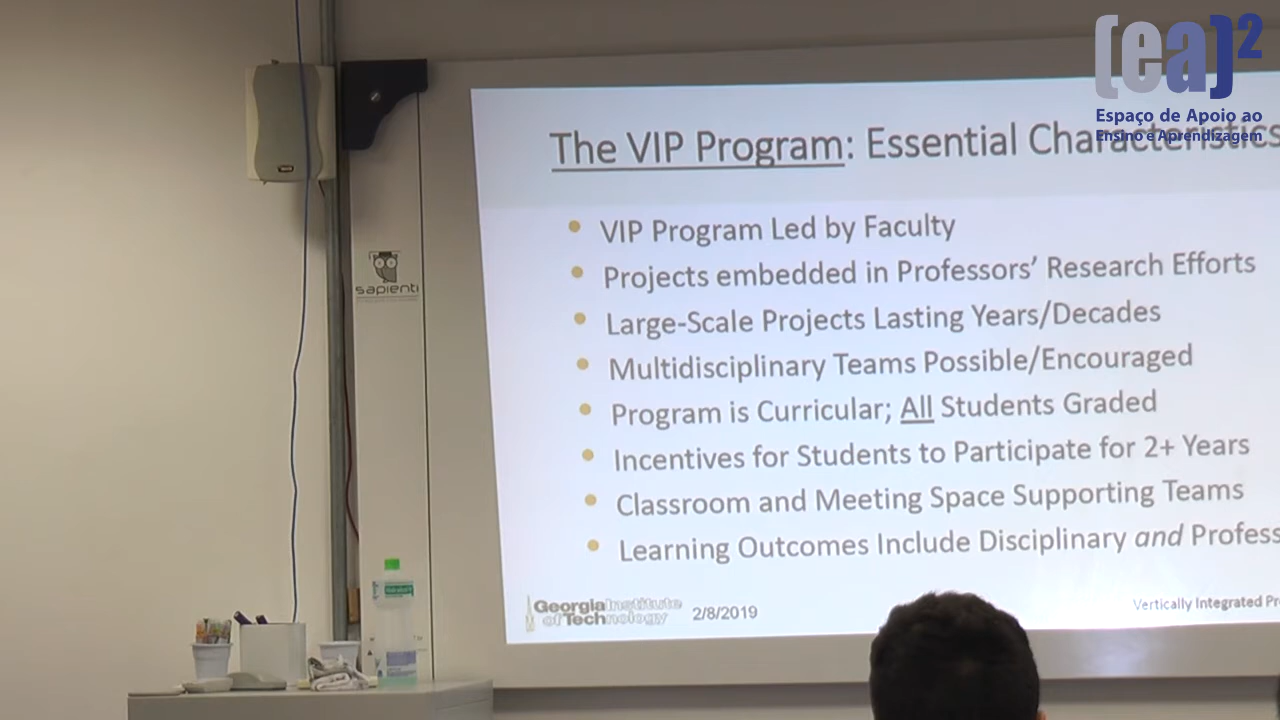 (ea)²
Espaço de Apoio ao
Ensino e Aprendizagem
The VIP Program: Essential Characteristics
• VIP Program Led by Faculty
• Projects embedded in Professors’ Research Efforts
• Large-Scale Projects Lasting Years/Decades
• Multidisciplinary Teams Possible/Encouraged
• Program is Curricular; All Students Graded
• Incentives for Students to Participate for 2+ Years
• Classroom and Meeting Space Supporting Teams
• Learning Outcomes Include Disciplinary and Profess
sapienti
Georgia Institute
of Technology
2/8/2019
Vertically Integrated Pr